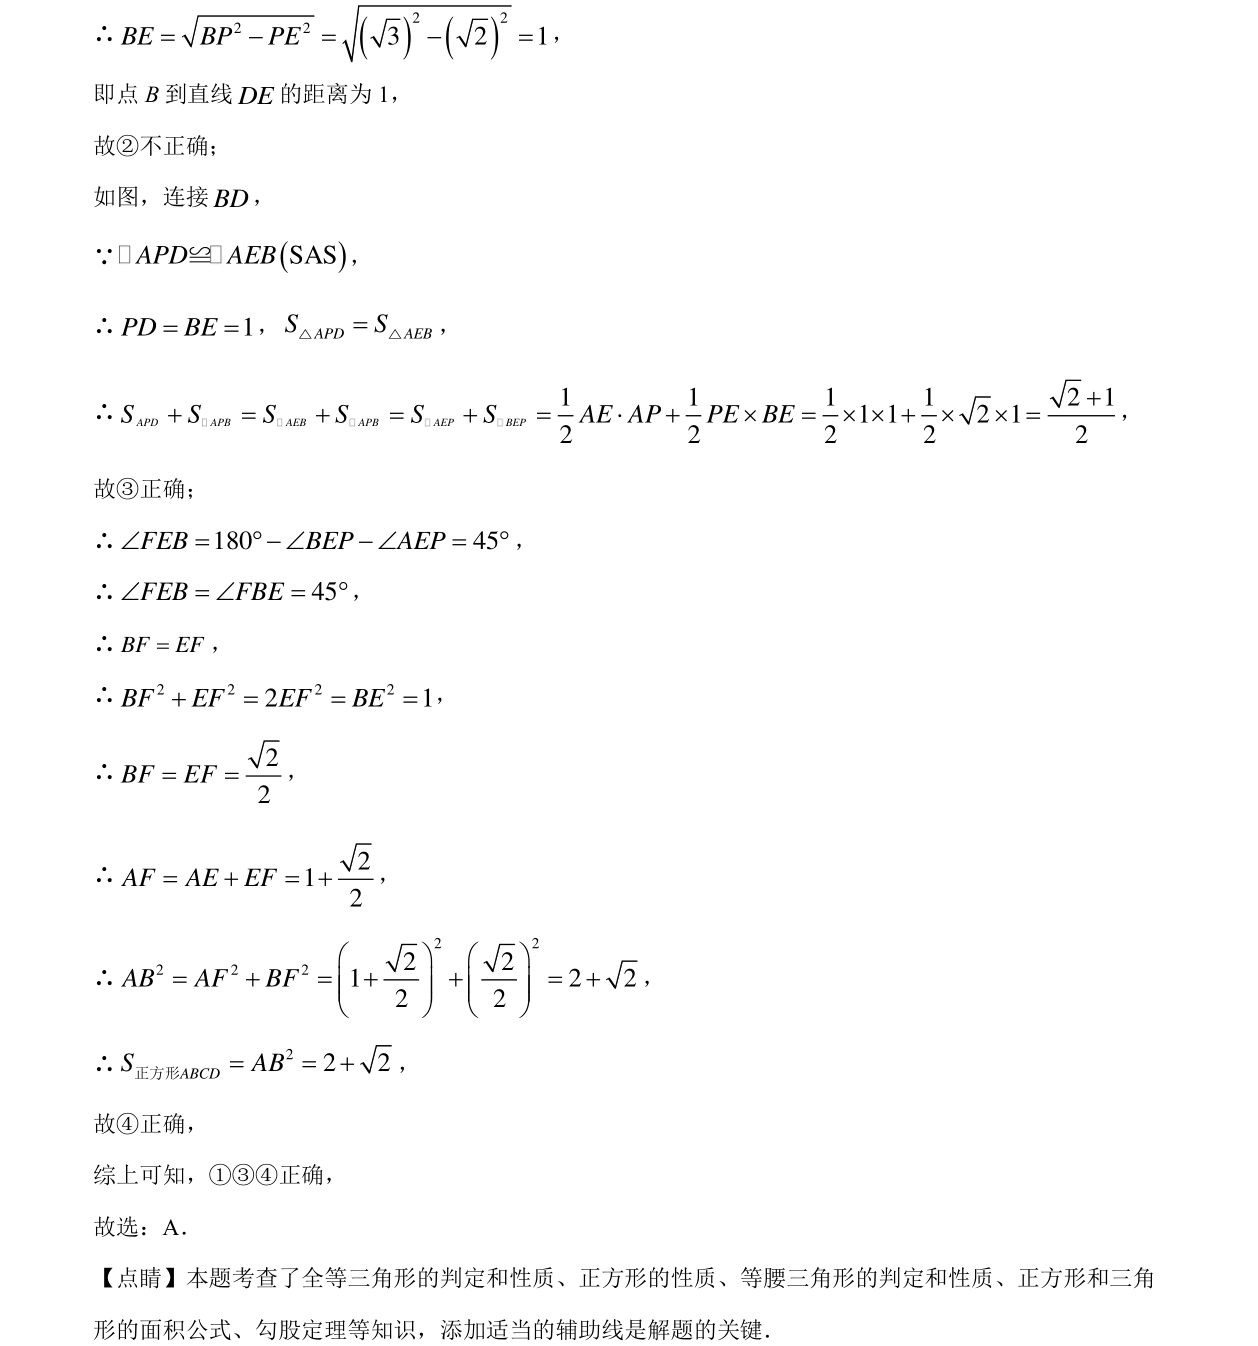 ∴ BE = √(BP² − PE²) = √((√3)² − (√2)²) = 1，
即点 B 到直线 DE 的距离为 1，
故②不正确；
如图，连接 BD，
∵ □ APD≌□ AEB(SAS)，
∴ PD = BE = 1，S△APD = S△AEB，
∴ S APD + S□APB = S□AEB + S□APB = S□AEP + S□BEP = 1/2 AE · AP + 1/2 PE × BE = 1/2 ×1×1 + 1/2 × √2 ×1 = (√2+1)/2，
故③正确；
∴ ∠FEB = 180° − ∠BEP − ∠AEP = 45°，
∴ ∠FEB = ∠FBE = 45°，
∴ BF = EF，
∴ BF² + EF² = 2EF² = BE² = 1，
∴ BF = EF = √2/2，
∴ AF = AE + EF = 1 + √2/2，
∴ AB² = AF² + BF² = (1 + √2/2)² + (√2/2)² = 2 + √2，
∴ S正方形ABCD = AB² = 2 + √2，
故④正确，
综上可知，①③④正确，
故选：A．
【点睛】本题考查了全等三角形的判定和性质、正方形的性质、等腰三角形的判定和性质、正方形和三角
形的面积公式、勾股定理等知识，添加适当的辅助线是解题的关键．